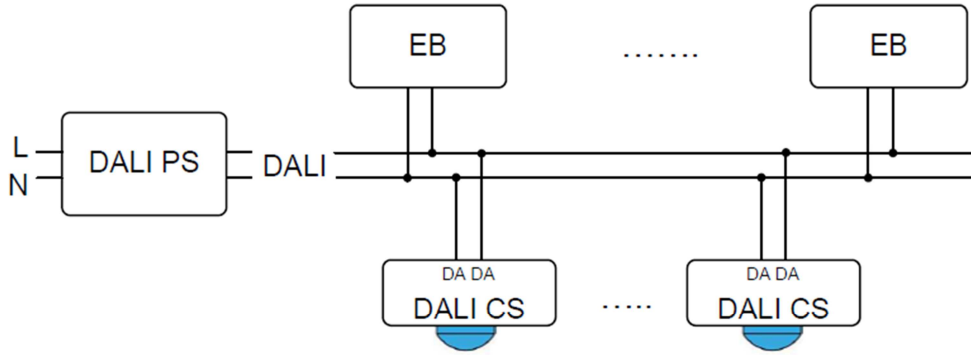 EB
EB
L
N
DALI PS
DALI
DA DA
DALI CS
DA DA
DALI CS